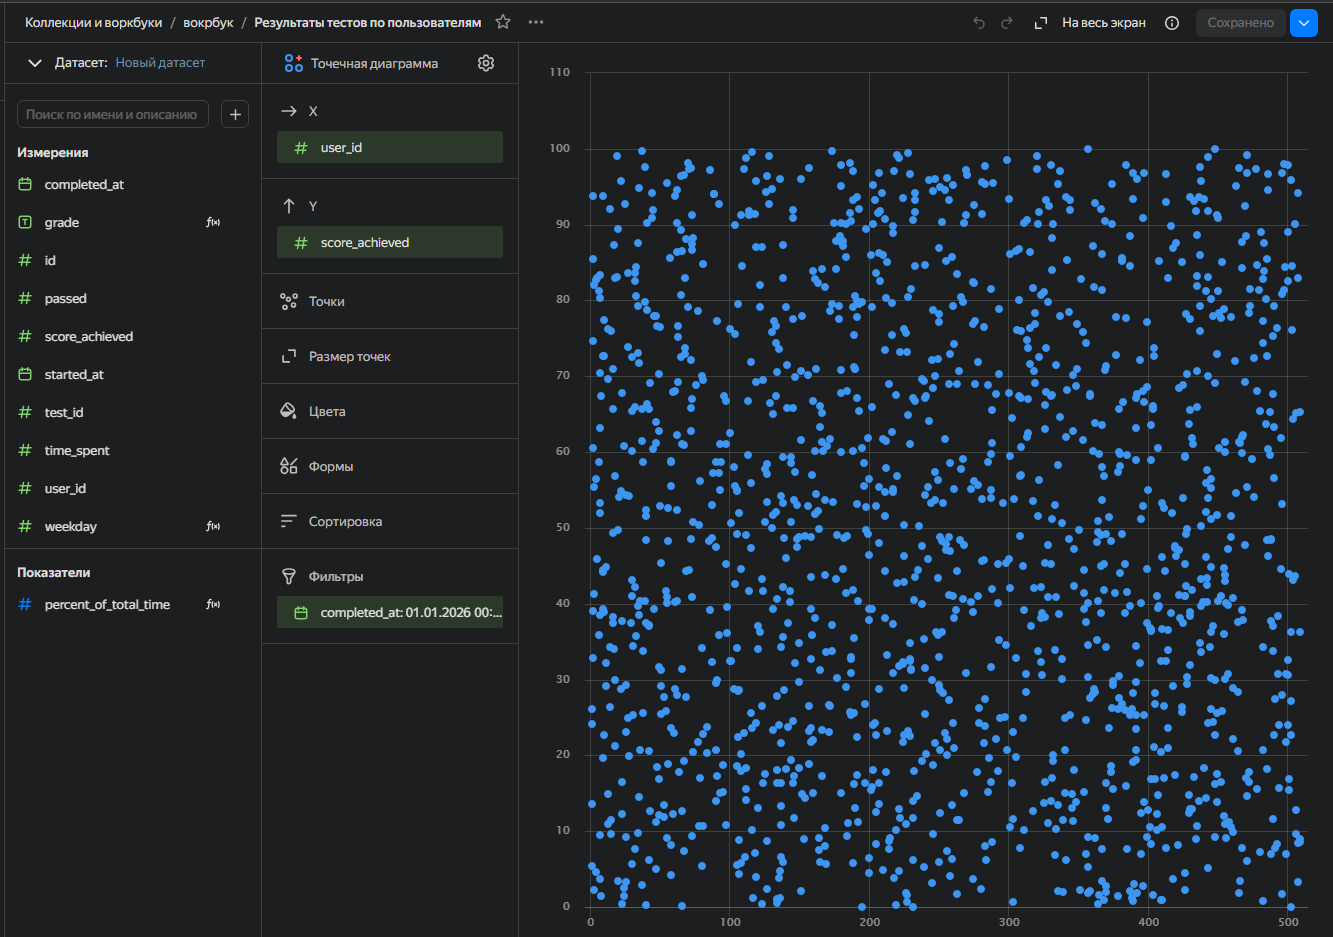 Коллекции и воркбуки / вокрбук / Результаты тестов по пользователям
На весь экран
Сохранено
Датасет: Новый датасет
Поиск по имени и описанию
Измерения
completed_at
grade f(x)
id
passed
score_achieved
started_at
test_id
time_spent
user_id
weekday f(x)
Показатели
percent_of_total_time f(x)
Точечная диаграмма
X
user_id
Y
score_achieved
Точки
Размер точек
Цвета
Формы
Сортировка
Фильтры
completed_at: 01.01.2026 00:...
110
100
90
80
70
60
50
40
30
20
10
0
0 100 200 300 400 500